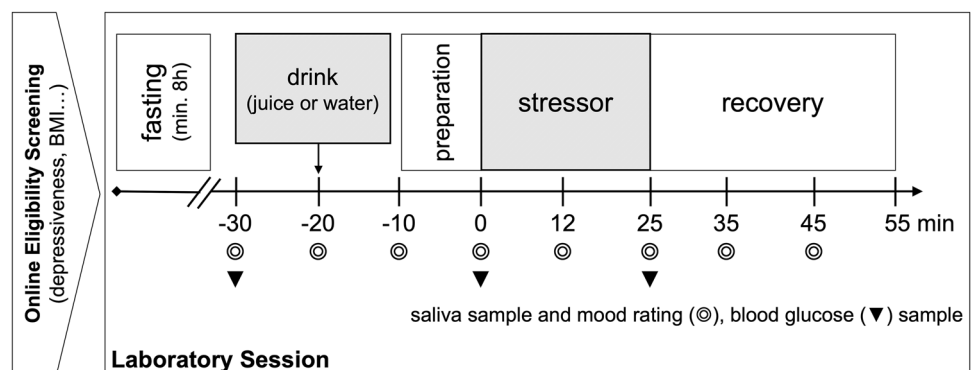 Online Eligibility Screening
(depressiveness, BMI…)
fasting
(min. 8h)
drink
(juice or water)
preparation
stressor
recovery
-30 -20 -10 0 12 25 35 45 55 min
saliva sample and mood rating (◎), blood glucose (▼) sample
Laboratory Session